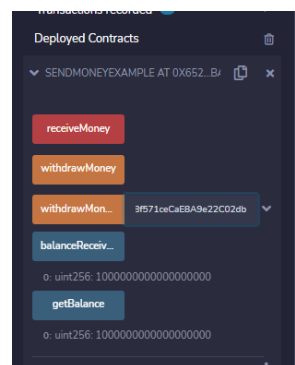 Transactions recorded
Deployed Contracts
SENDMONEYEXAMPLE AT 0X652...B/
receiveMoney
withdrawMoney
withdrawMon... 9f571ceCaE8A9e22C02db
balanceReceiv...
0: uint256: 1000000000000000000
getBalance
0: uint256: 1000000000000000000